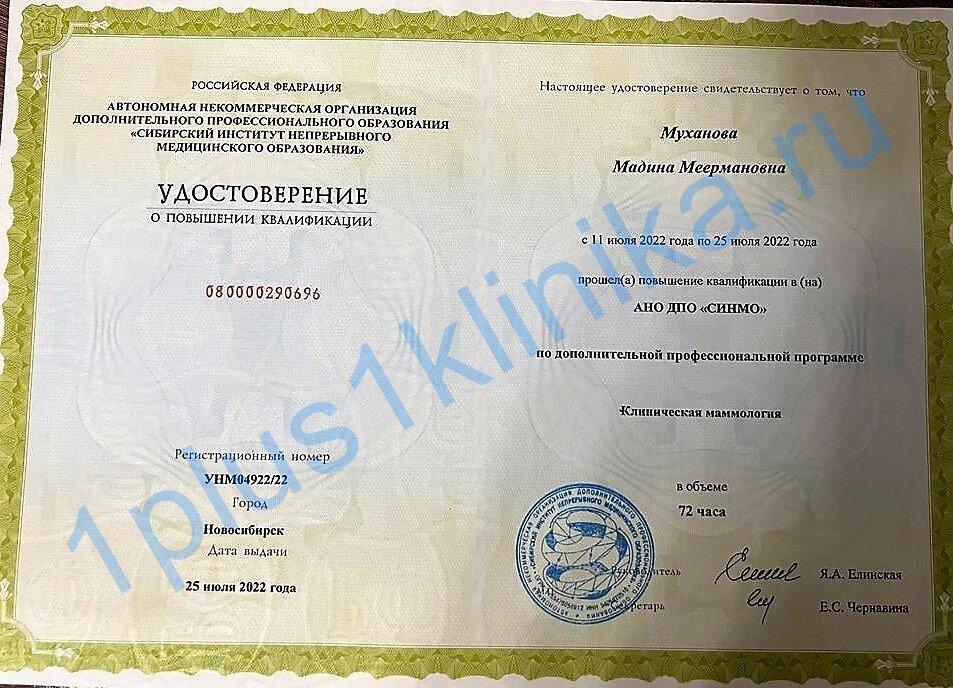 РОССИЙСКАЯ ФЕДЕРАЦИЯ
АВТОНОМНАЯ НЕКОММЕРЧЕСКАЯ ОРГАНИЗАЦИЯ
ДОПОЛНИТЕЛЬНОГО ПРОФЕССИОНАЛЬНОГО ОБРАЗОВАНИЯ
«СИБИРСКИЙ ИНСТИТУТ НЕПРЕРЫВНОГО
МЕДИЦИНСКОГО ОБРАЗОВАНИЯ»
УДОСТОВЕРЕНИЕ
О ПОВЫШЕНИИ КВАЛИФИКАЦИИ
080000290696
Регистрационный номер
УНМ04922/22
Город
Новосибирск
Дата выдачи
25 июля 2022 года
Настоящее удостоверение свидетельствует о том, что
Муханова
Мадина Меермановна
с 11 июля 2022 года по 25 июля 2022 года
прошел(а) повышение квалификации в (на)
АНО ДПО «СИНМО»
по дополнительной профессиональной программе
Клиническая маммология
в объеме
72 часа
Руководитель
Я.А. Елинская
Секретарь
Е.С. Чернавина
1plus1klinika.ru